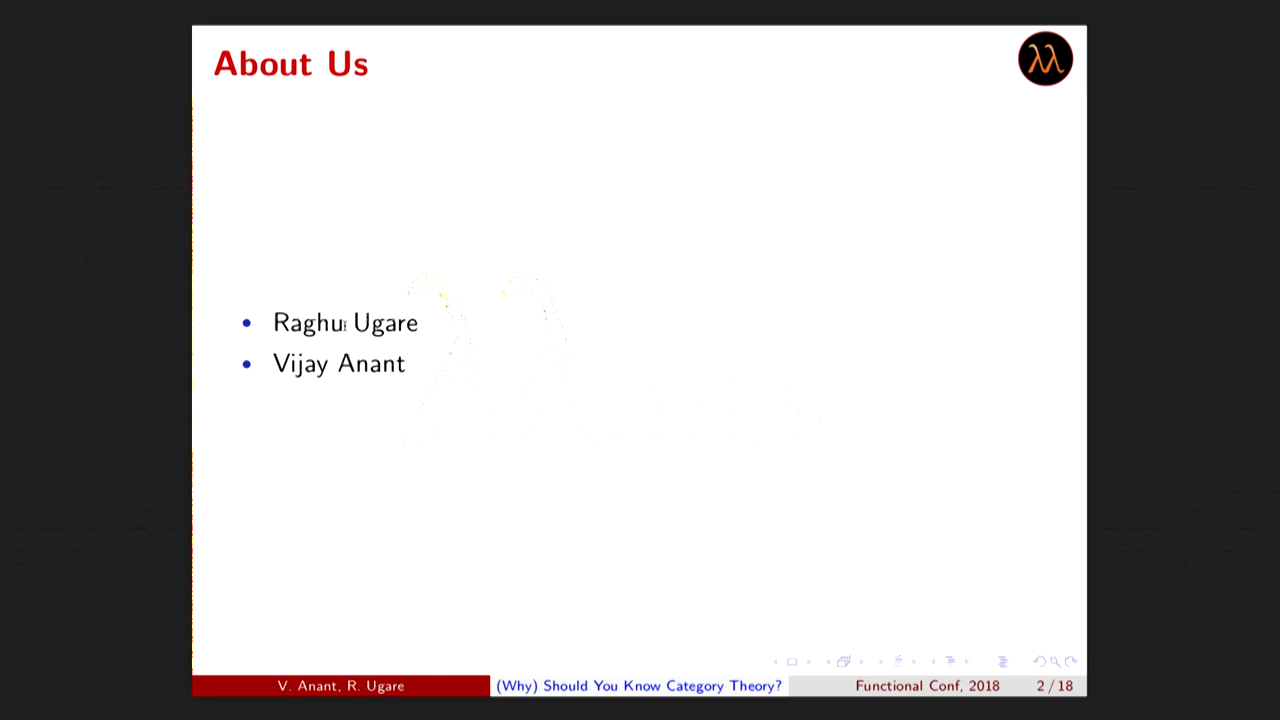 About Us
λλ
• Raghu Ugare
• Vijay Anant
V. Anant, R. Ugare (Why) Should You Know Category Theory? Functional Conf, 2018 2 / 18